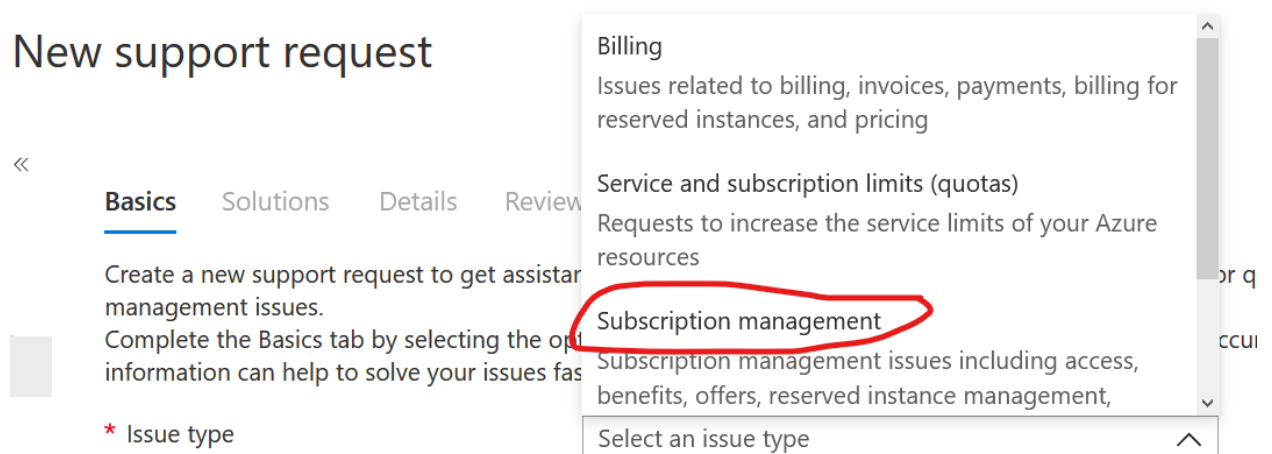 New support request
«
Basics Solutions Details Review
Create a new support request to get assistan
management issues.
Complete the Basics tab by selecting the op
information can help to solve your issues fas
* Issue type
Billing
Issues related to billing, invoices, payments, billing for
reserved instances, and pricing
Service and subscription limits (quotas)
Requests to increase the service limits of your Azure
resources
Subscription management
Subscription management issues including access,
benefits, offers, reserved instance management,
Select an issue type
or q
ccu